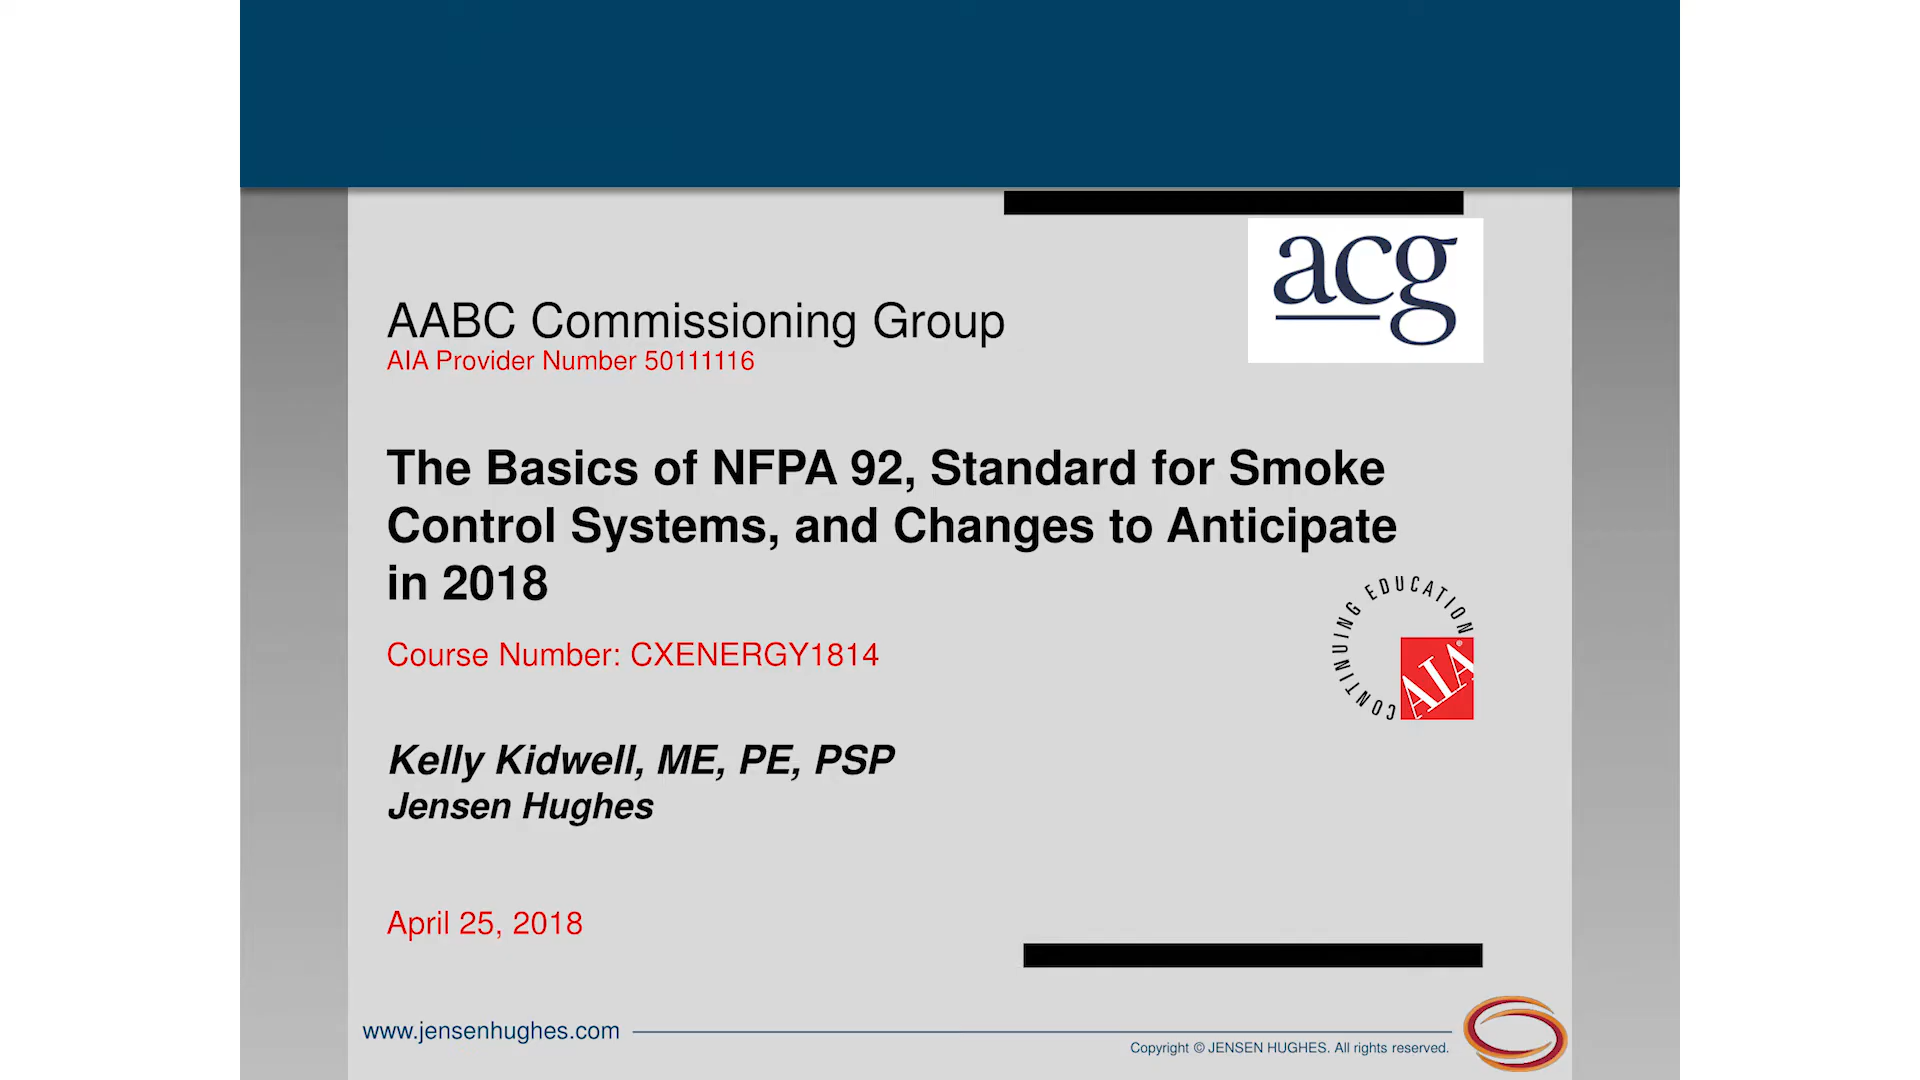 acg
AABC Commissioning Group
AIA Provider Number 50111116
The Basics of NFPA 92, Standard for Smoke
Control Systems, and Changes to Anticipate
in 2018
CONTINUING EDUCATION
AIA®
Course Number: CXENERGY1814
Kelly Kidwell, ME, PE, PSP
Jensen Hughes
April 25, 2018
www.jensenhughes.com
Copyright © JENSEN HUGHES. All rights reserved.